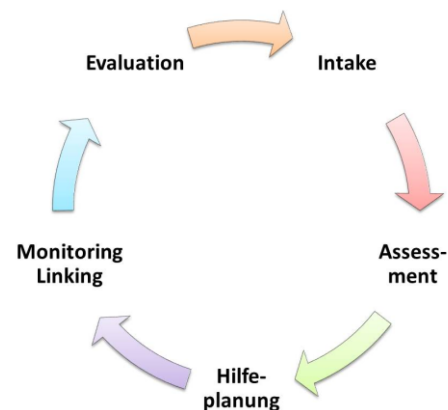 Evaluation
Intake
Assess-
ment
Hilfe-
planung
Monitoring
Linking